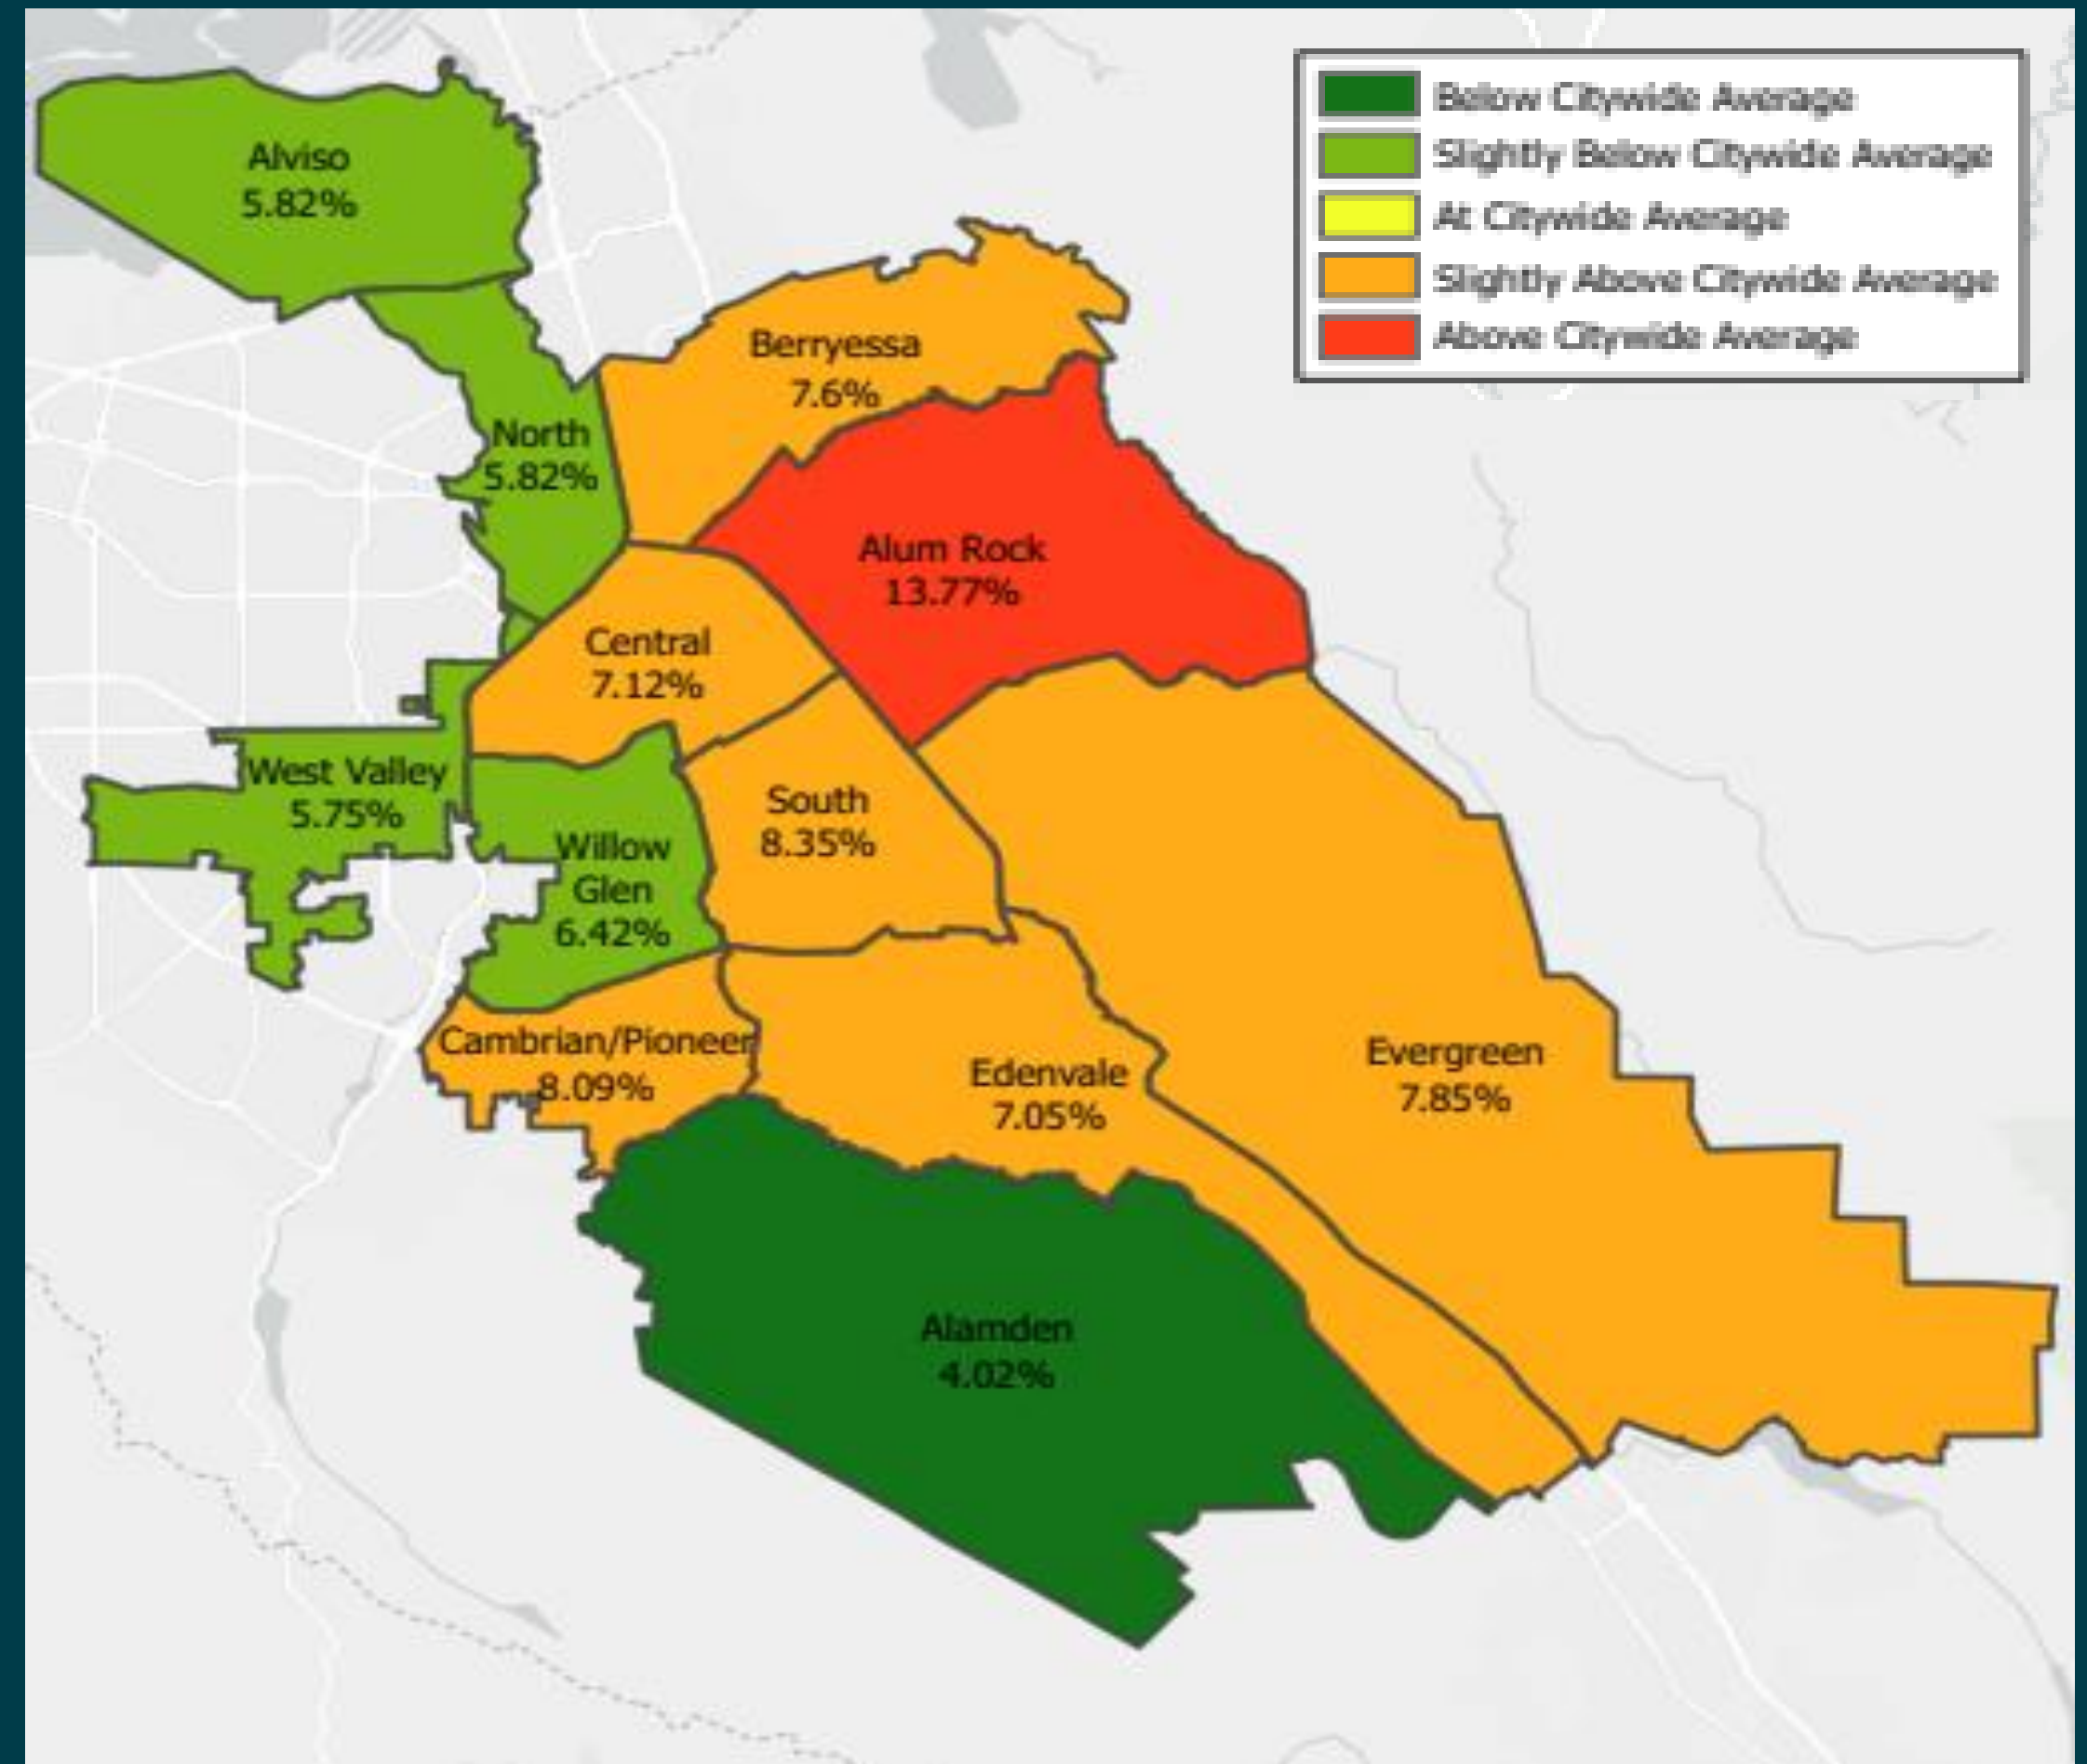 Below Citywide Average
Slightly Below Citywide Average
At Citywide Average
Slightly Above Citywide Average
Above Citywide Average
Alviso
5.82%
Berryessa
7.6%
North
5.82%
Alum Rock
13.77%
Central
7.12%
West Valley
5.75%
South
8.35%
Willow
Glen
6.42%
Cambrian/Pioneer
8.09%
Edenvale
7.05%
Evergreen
7.85%
Alamden
4.02%